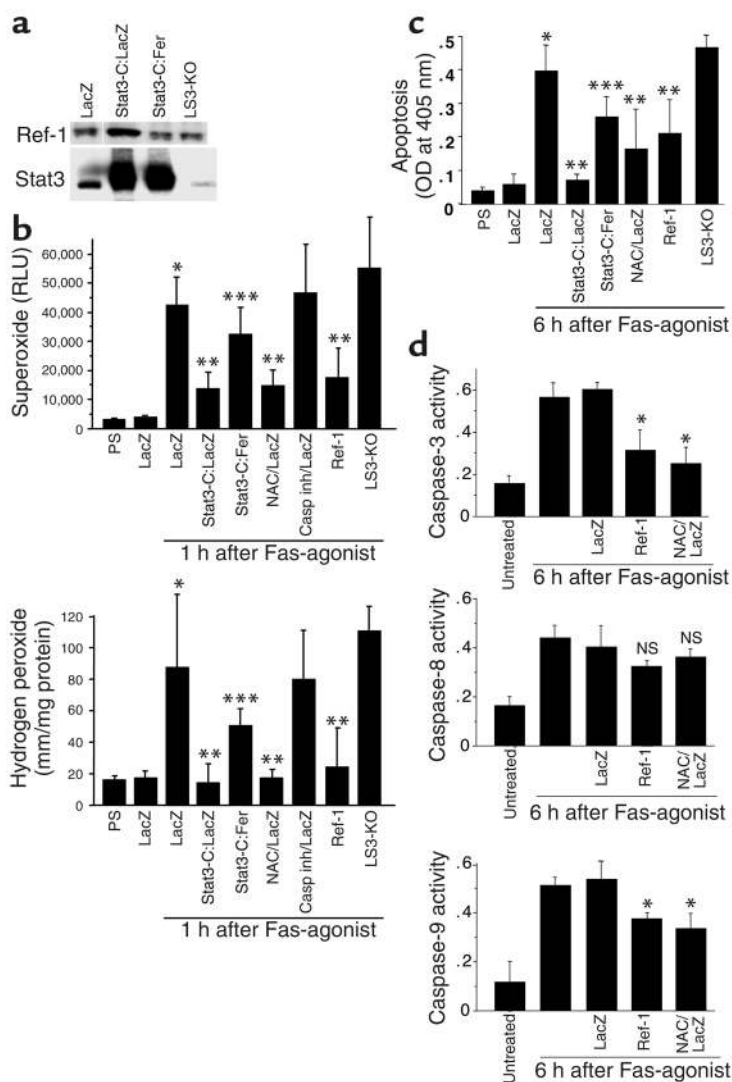 a
LacZ
Stat3-C:LacZ
Stat3-C:Fer
LS3-KO
Ref-1
Stat3
b
Superoxide (RLU)
60,000
50,000
40,000
30,000
20,000
10,000
0
*
**
***
**
**
PS
LacZ
LacZ
Stat3-C:LacZ
Stat3-C:Fer
NAC/LacZ
Casp inh/LacZ
Ref-1
LS3-KO
1 h after Fas-agonist
Hydrogen peroxide
(mm/mg protein)
120
100
80
60
40
20
0
*
**
***
**
**
PS
LacZ
LacZ
Stat3-C:LacZ
Stat3-C:Fer
NAC/LacZ
Casp inh/LacZ
Ref-1
LS3-KO
1 h after Fas-agonist
c
Apoptosis
(OD at 405 nm)
.5
.4
.3
.2
.1
0
*
**
***
**
**
PS
LacZ
LacZ
Stat3-C:LacZ
Stat3-C:Fer
NAC/LacZ
Ref-1
LS3-KO
6 h after Fas-agonist
d
Caspase-3 activity
.6
.4
.2
0
*
*
Untreated
LacZ
Ref-1
NAC/
LacZ
6 h after Fas-agonist
Caspase-8 activity
.6
.4
.2
0
NS
NS
Untreated
LacZ
Ref-1
NAC/
LacZ
6 h after Fas-agonist
Caspase-9 activity
.6
.4
.2
0
*
*
Untreated
LacZ
Ref-1
NAC/
LacZ
6 h after Fas-agonist